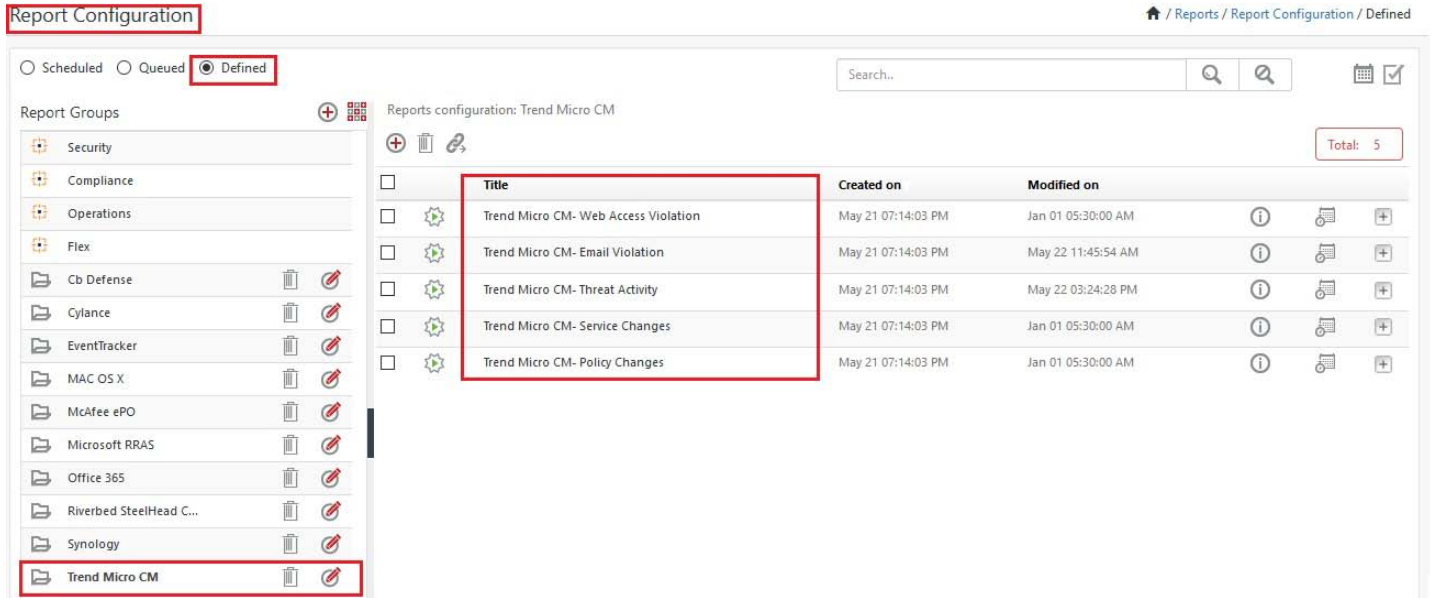 Report Configuration
/ Reports / Report Configuration / Defined
Scheduled Queued Defined
Search..
Report Groups
Security
Compliance
Operations
Flex
Cb Defense
Cylance
EventTracker
MAC OS X
McAfee ePO
Microsoft RRAS
Office 365
Riverbed SteelHead C...
Synology
Trend Micro CM
Reports configuration: Trend Micro CM
Total: 5
Title Created on Modified on
Trend Micro CM- Web Access Violation May 21 07:14:03 PM Jan 01 05:30:00 AM
Trend Micro CM- Email Violation May 21 07:14:03 PM May 22 11:45:54 AM
Trend Micro CM- Threat Activity May 21 07:14:03 PM May 22 03:24:28 PM
Trend Micro CM- Service Changes May 21 07:14:03 PM Jan 01 05:30:00 AM
Trend Micro CM- Policy Changes May 21 07:14:03 PM Jan 01 05:30:00 AM